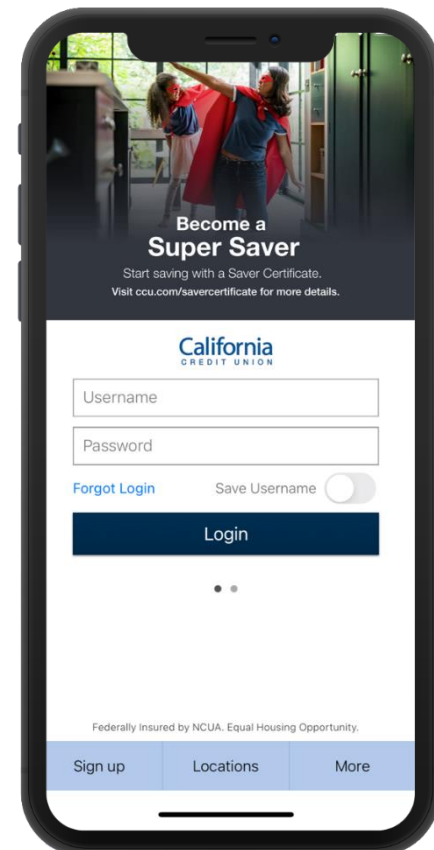 Become a
Super Saver
Start saving with a Saver Certificate.
Visit ccu.com/savercertificate for more details.
California
CREDIT UNION
Username
Password
Forgot Login Save Username
Login
Federally Insured by NCUA. Equal Housing Opportunity.
Sign up Locations More